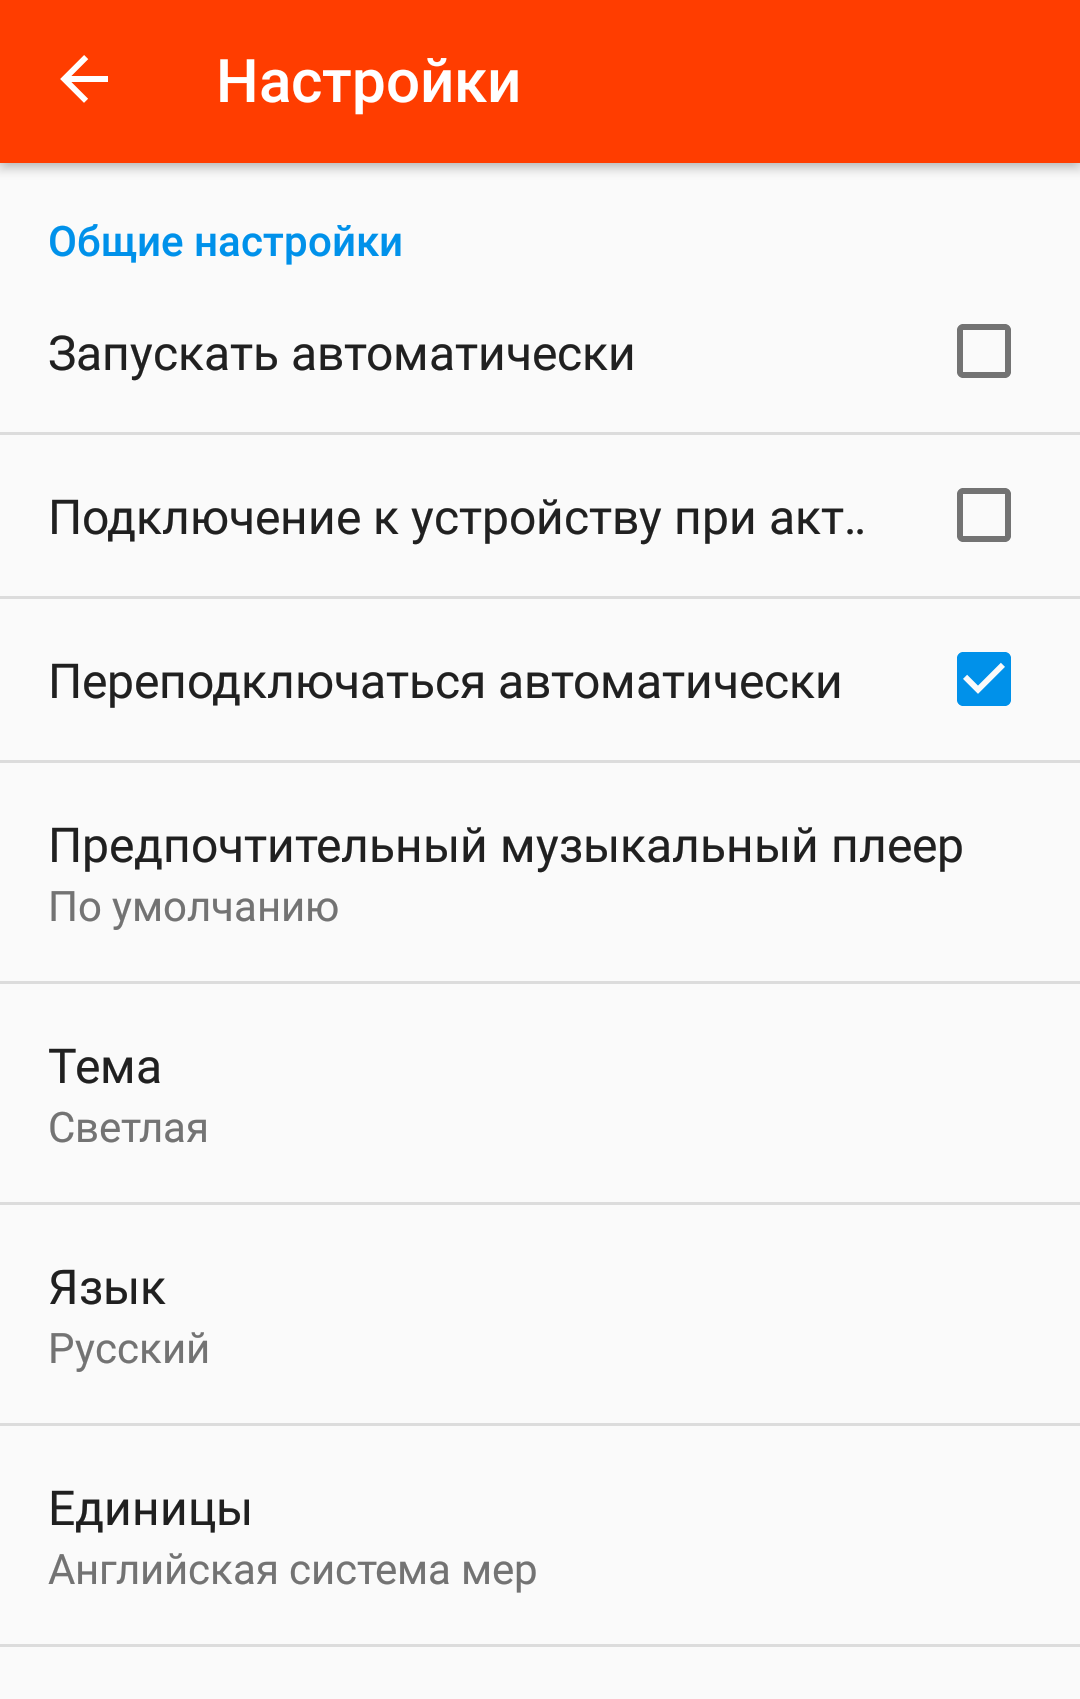 Настройки
Общие настройки
Запускать автоматически
Подключение к устройству при акт..
Переподключаться автоматически
Предпочтительный музыкальный плеер
По умолчанию
Тема
Светлая
Язык
Русский
Единицы
Английская система мер